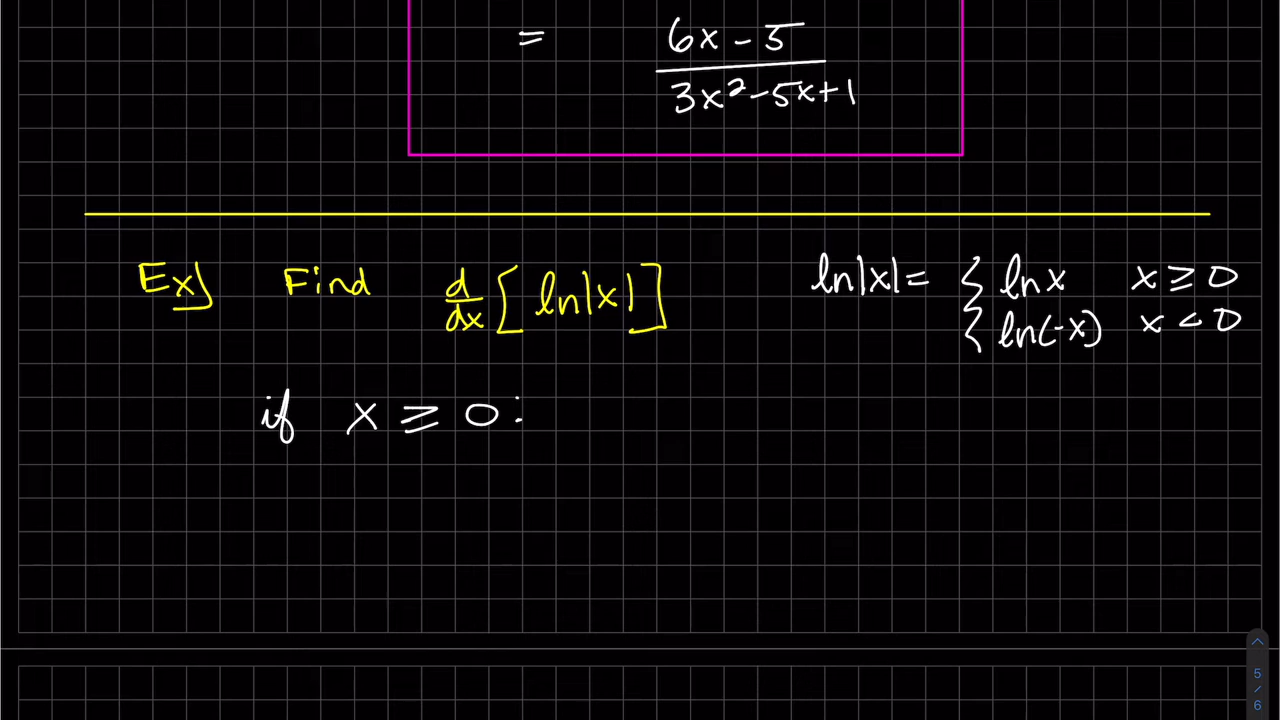 = 6x - 5
3x² - 5x + 1
Ex) Find d/dx [ ln|x| ]
ln|x| = { ln x x ≥ 0
{ ln(-x) x < 0
if x ≥ 0 :
5
/
6